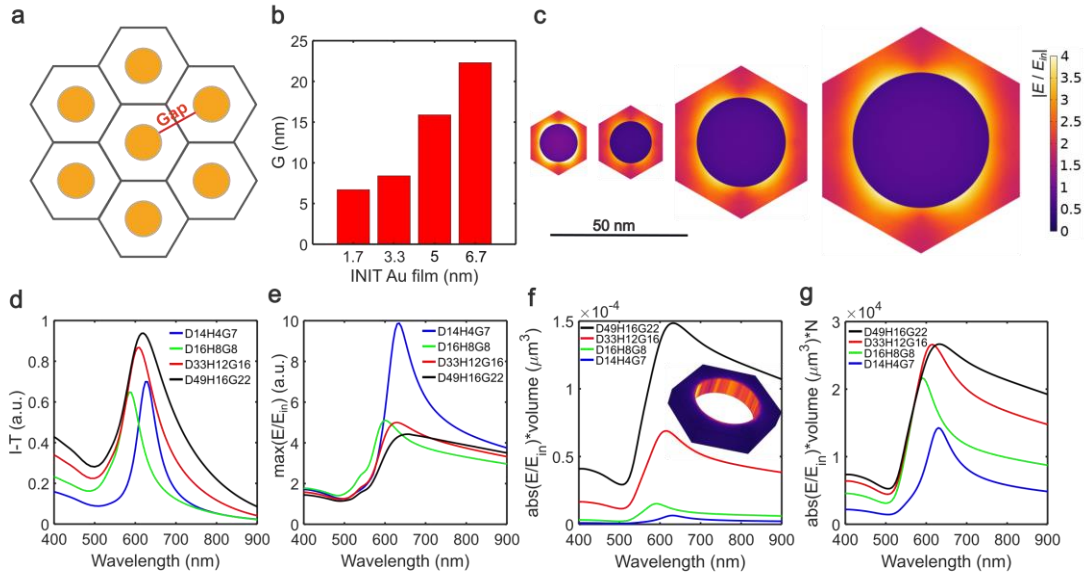 a
Gap
b
25
20
15
10
5
0
G (nm)
1.7 3.3 5 6.7
INIT Au film (nm)
c
50 nm
|E / E_in|
4
3.5
3
2.5
2
1.5
1
0.5
0
d
1
0.8
0.6
0.4
0.2
0
I-T (a.u.)
D14H4G7
D16H8G8
D33H12G16
D49H16G22
400 500 600 700 800 900
Wavelength (nm)
e
10
8
6
4
2
0
max(E/E_in) (a.u.)
D14H4G7
D16H8G8
D33H12G16
D49H16G22
400 500 600 700 800 900
Wavelength (nm)
f
×10⁻⁴
1.5
1
0.5
0
abs(E/E_in)*volume (μm³)
D49H16G22
D33H12G16
D16H8G8
D14H4G7
400 500 600 700 800 900
Wavelength (nm)
g
×10⁴
3
2
1
0
abs(E/E_in)*volume (μm³)*N
D49H16G22
D33H12G16
D16H8G8
D14H4G7
400 500 600 700 800 900
Wavelength (nm)